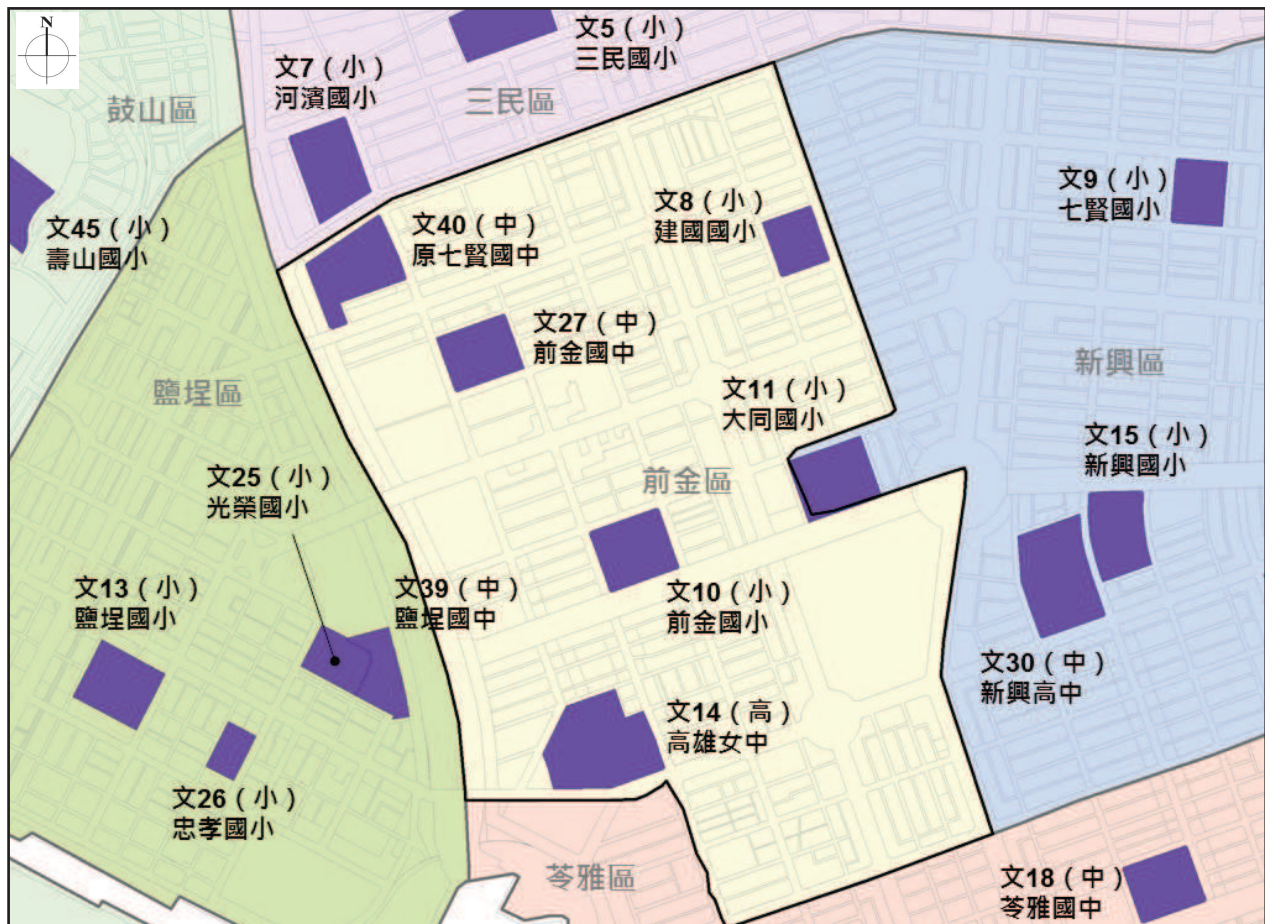 N
文5（小）
三民國小
文7（小）
河濱國小
三民區
鼓山區
文9（小）
七賢國小
文8（小）
建國國小
文40（中）
原七賢國中
文45（小）
壽山國小
文27（中）
前金國中
新興區
鹽埕區
文11（小）
大同國小
文15（小）
新興國小
文25（小）
光榮國小
前金區
文13（小）
鹽埕國小
文39（中）
鹽埕國中
文10（小）
前金國小
文30（中）
新興高中
文14（高）
高雄女中
文26（小）
忠孝國小
苓雅區
文18（中）
苓雅國中